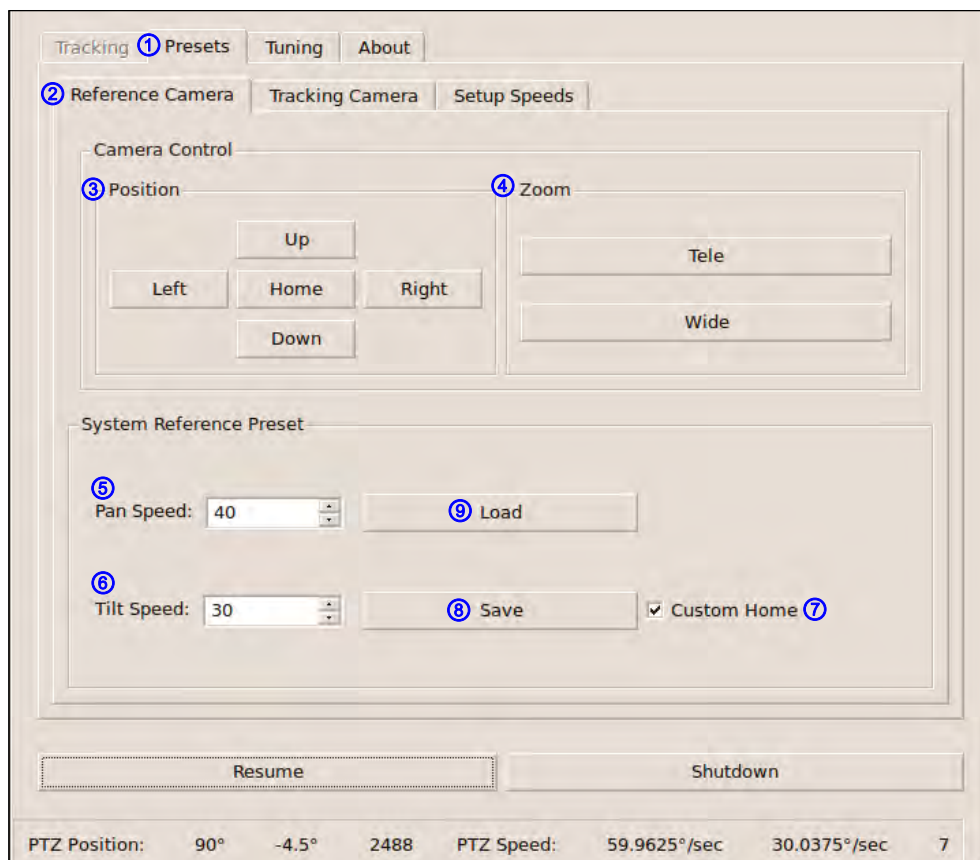 Tracking ① Presets Tuning About
② Reference Camera Tracking Camera Setup Speeds
Camera Control
③ Position ④ Zoom
Up
Tele
Left Home Right
Wide
Down
System Reference Preset
⑤
Pan Speed: 40 ⑨ Load
⑥
Tilt Speed: 30 ⑧ Save Custom Home ⑦
Resume Shutdown
PTZ Position: 90° -4.5° 2488 PTZ Speed: 59.9625°/sec 30.0375°/sec 7